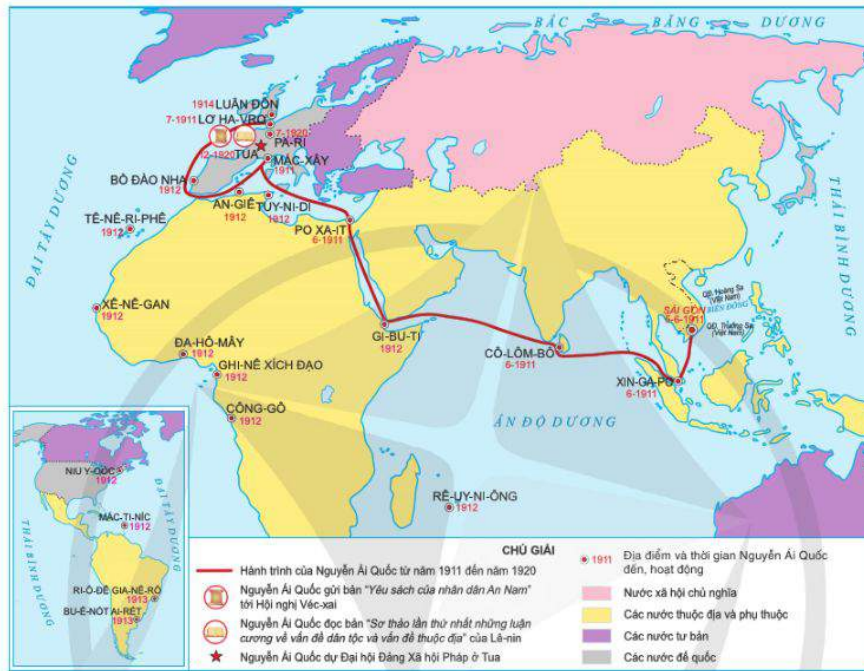 BẮC BĂNG DƯƠNG
1914 LUÂN ĐÔN
7-1911 LƠ HA-VRƠ
7-1920
PA-RI
12-1920 TUA
MÁC-XÂY
1911
BỒ ĐÀO NHA
1912
AN-GIÊ
1912
TUY-NI-DI
1912
TÊ-NÊ-RI-PHÊ
1912
PO XA-IT
6-1911
ĐẠI TÂY DƯƠNG
THÁI BÌNH DƯƠNG
QĐ. Hoàng Sa
(Việt Nam)
BIỂN ĐÔNG
SÀI GÒN
5-6-1911
QĐ. Trường Sa
(Việt Nam)
XÊ-NÊ-GAN
1912
GI-BU-TI
1912
CÔ-LÔM-BÔ
6-1911
XIN-GA-PO
6-1911
ĐA-HÔ-MÂY
1912
GHI-NÊ XÍCH ĐẠO
1912
CÔNG-GÔ
1912
ẤN ĐỘ DƯƠNG
RÊ-UY-NI-ÔNG
1912
NIU Y-OÓC
1912
ĐẠI TÂY DƯƠNG
MÁC-TI-NÍC
1912
THÁI BÌNH DƯƠNG
RI-Ô-ĐÊ GIA-NÊ-RÔ
1913
BU-Ê-NÔT AI-RÉT
1913
CHÚ GIẢI
Hành trình của Nguyễn Ái Quốc từ năm 1911 đến năm 1920
Nguyễn Ái Quốc gửi bản "Yêu sách của nhân dân An Nam"
tới Hội nghị Véc-xai
Nguyễn Ái Quốc đọc bản "Sơ thảo lần thứ nhất những luận
cương về vấn đề dân tộc và vấn đề thuộc địa" của Lê-nin
Nguyễn Ái Quốc dự Đại hội Đảng Xã hội Pháp ở Tua
1911 Địa điểm và thời gian Nguyễn Ái Quốc
đến, hoạt động
Nước xã hội chủ nghĩa
Các nước thuộc địa và phụ thuộc
Các nước tư bản
Các nước đế quốc